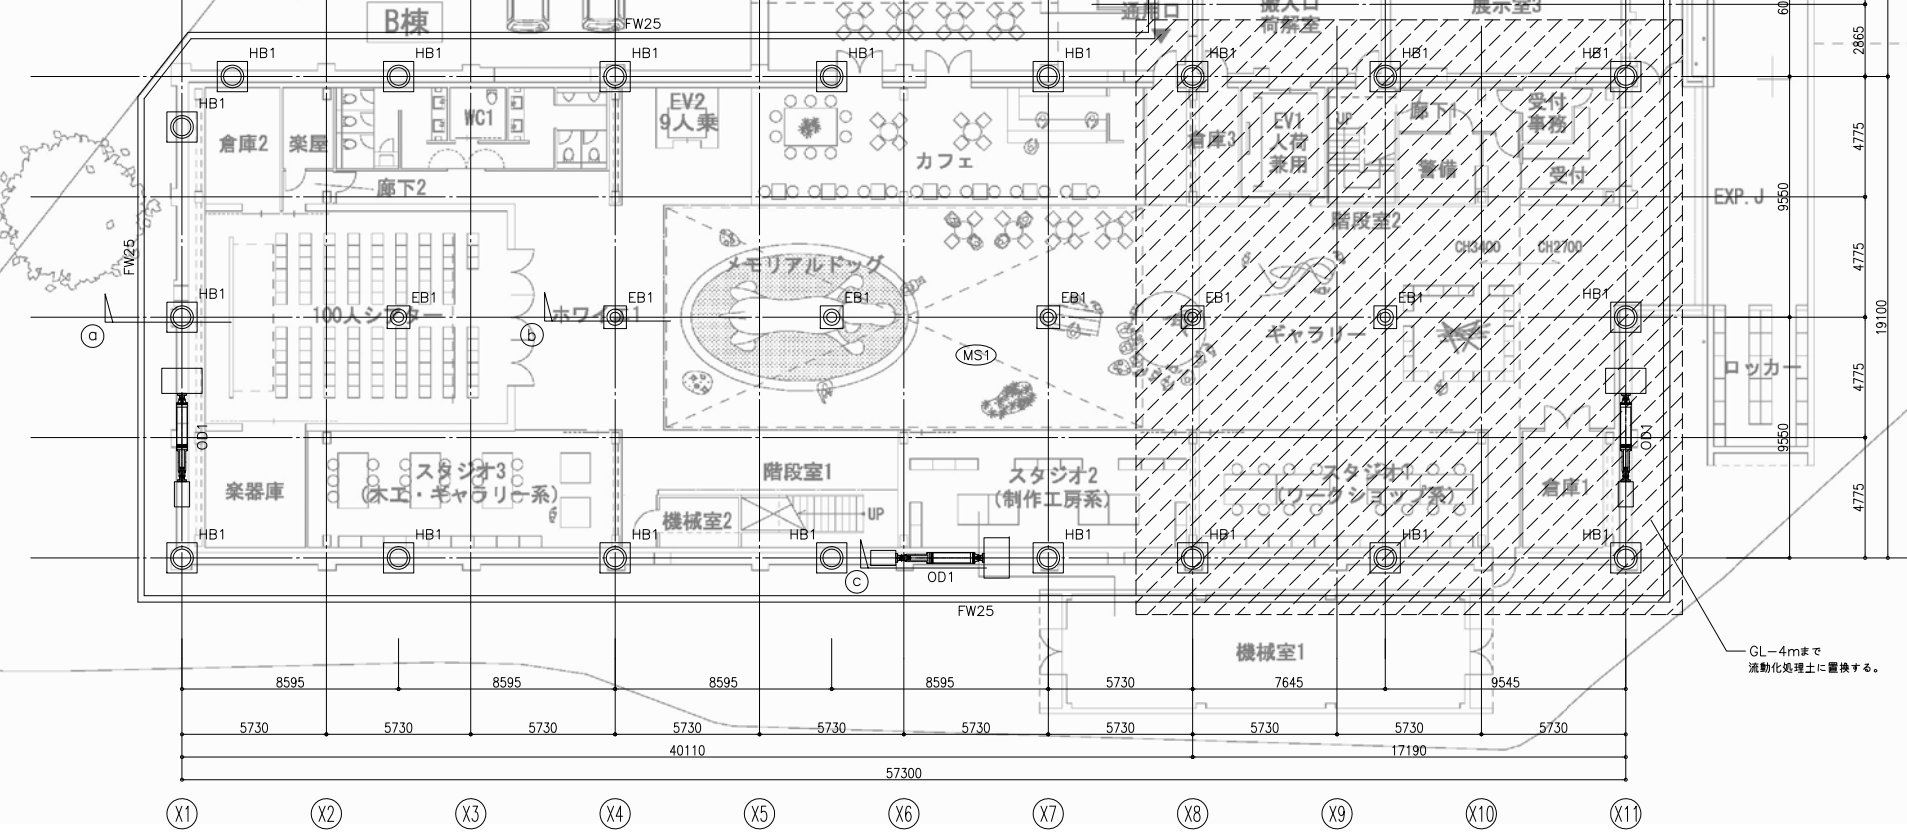 B棟
FW25
通用口
搬入口
荷解室
展示室3
60
2865
HB1
HB1
HB1
HB1
HB1
HB1
HB1
HB1
HB1
倉庫2
楽屋
WC1
EV2
9人乗
カフェ
倉庫3
EV1
人荷
兼用
UP
廊下1
警備
受付
事務
受付
4775
廊下2
EXP.J
9550
階段室2
CH3400
CH2700
FW25
メモリアルドッグ
4775
HB1
EB1
EB1
EB1
EB1
EB1
EB1
HB1
100人シアター
ギャラリー
19100
a
b
MS1
ロッカー
4775
OD1
OD1
9550
スタジオ3
(木工・ギャラリー系)
階段室1
スタジオ2
(制作工房系)
スタジオ1
(ワークショップ系)
楽器庫
機械室2
UP
倉庫1
4775
HB1
HB1
HB1
HB1
HB1
HB1
HB1
HB1
c
OD1
FW25
機械室1
GL-4mまで
流動化処理土に置換する。
8595
8595
8595
8595
5730
7645
9545
5730
5730
5730
5730
5730
5730
5730
5730
5730
5730
40110
17190
57300
X1
X2
X3
X4
X5
X6
X7
X8
X9
X10
X11